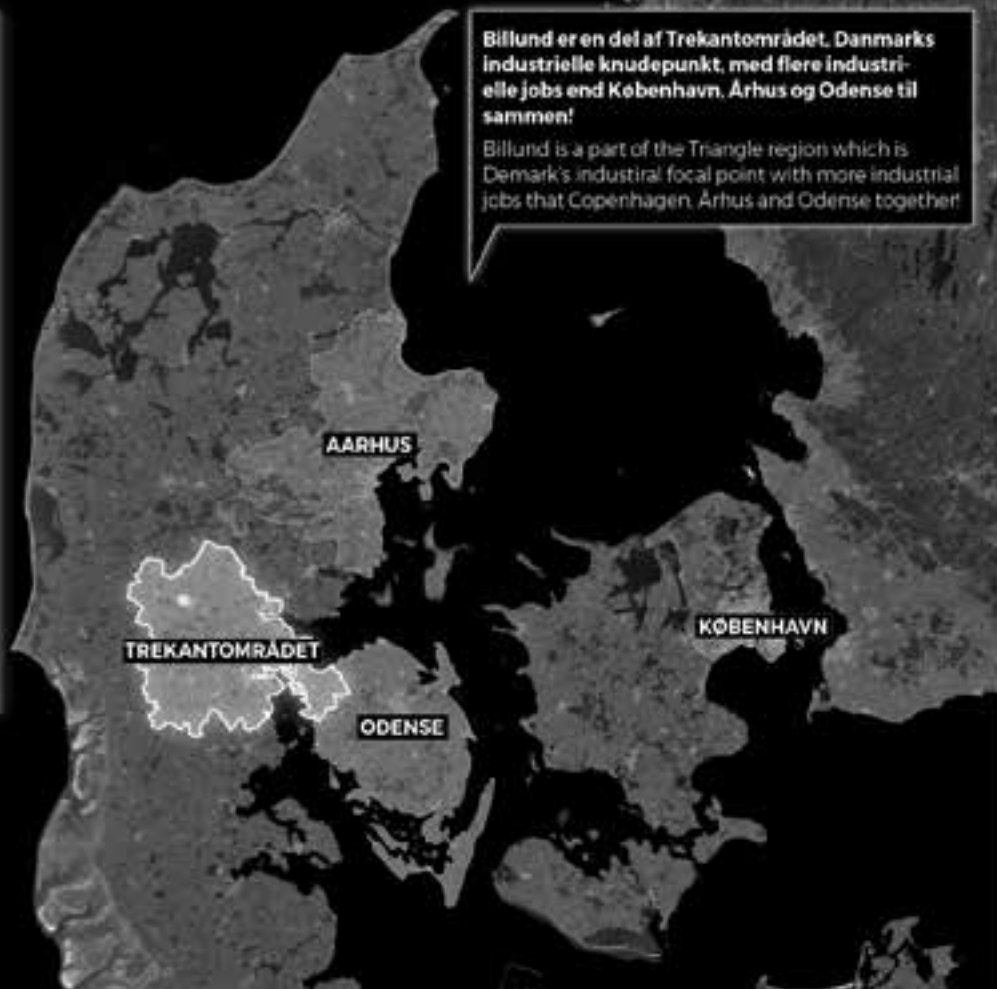 Billund er en del af Trekantområdet, Danmarks
industrielle knudepunkt, med flere industri-
elle jobs end København, Århus og Odense til
sammen!
Billund is a part of the Triangle region which is
Demark's industiral focal point with more industrial
jobs that Copenhagen, Århus and Odense together!
AARHUS
KØBENHAVN
TREKANTOMRÅDET
ODENSE